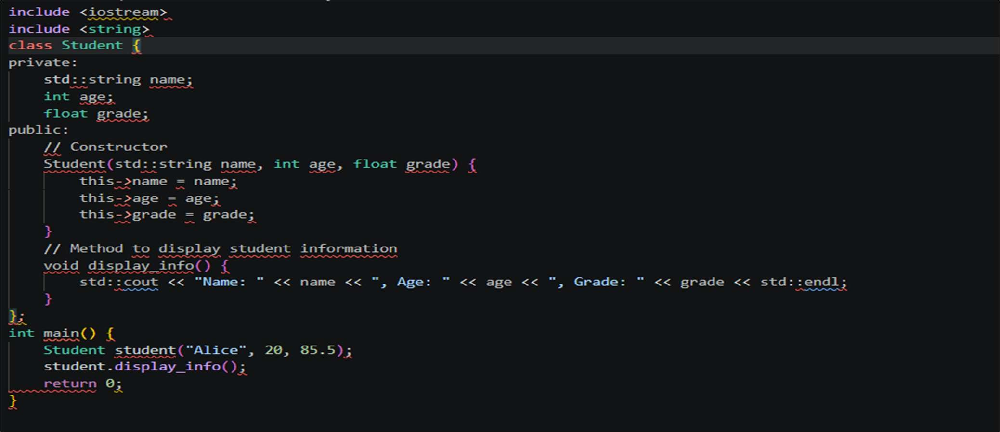 include <iostream>
include <string>
class Student {
private:
    std::string name;
    int age;
    float grade;
public:
    // Constructor
    Student(std::string name, int age, float grade) {
        this->name = name;
        this->age = age;
        this->grade = grade;
    }
    // Method to display student information
    void display_info() {
        std::cout << "Name: " << name << ", Age: " << age << ", Grade: " << grade << std::endl;
    }
};
int main() {
    Student student("Alice", 20, 85.5);
    student.display_info();
    return 0;
}